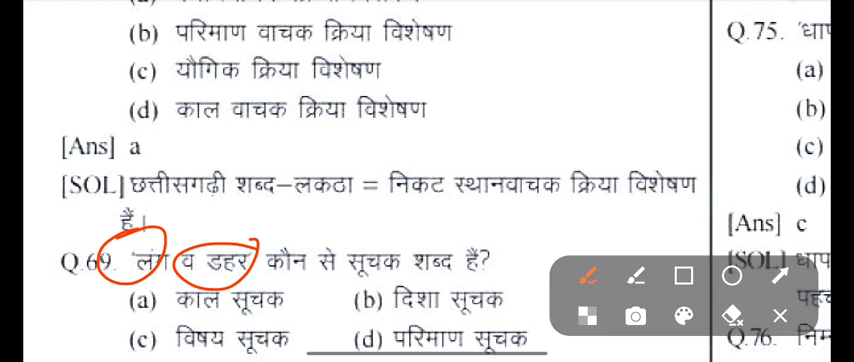 (b) परिमाण वाचक क्रिया विशेषण
(c) यौगिक क्रिया विशेषण
(d) काल वाचक क्रिया विशेषण
[Ans] a
[SOL] छत्तीसगढ़ी शब्द–लकठा = निकट स्थानवाचक क्रिया विशेषण
हैं।
Q.69. 'लंग व डहर' कौन से सूचक शब्द हैं?
(a) काल सूचक (b) दिशा सूचक
(c) विषय सूचक (d) परिमाण सूचक
Q.75.
(a)
(b)
(c)
(d)
[Ans] c
[SOL]
Q.76.